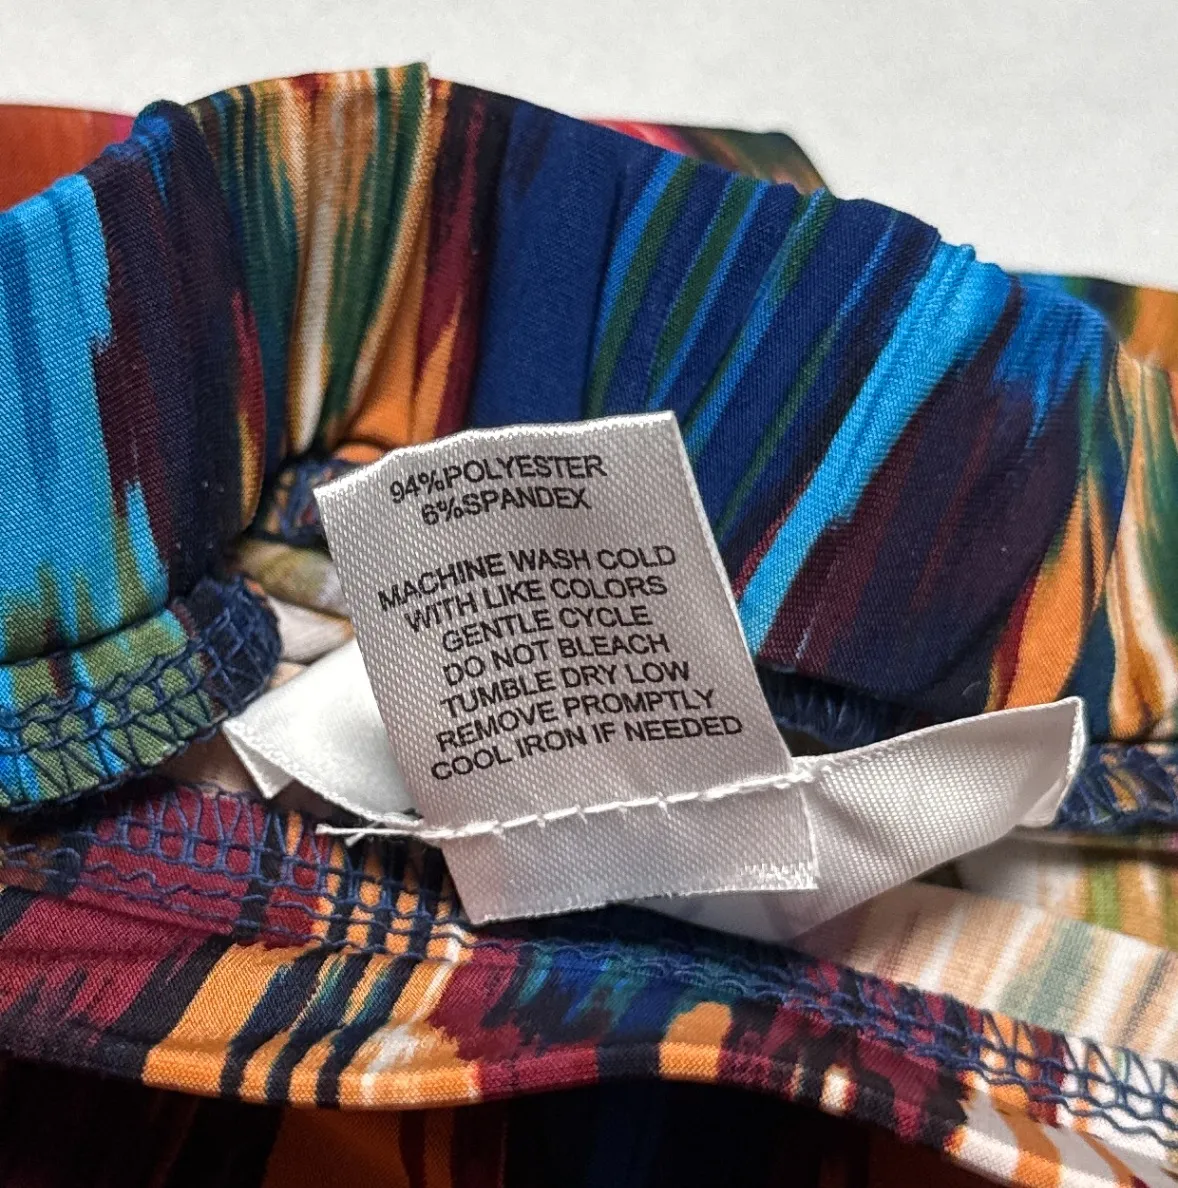 94%POLYESTER
6%SPANDEX
MACHINE WASH COLD
WITH LIKE COLORS
GENTLE CYCLE
DO NOT BLEACH
TUMBLE DRY LOW
REMOVE PROMPTLY
COOL IRON IF NEEDED